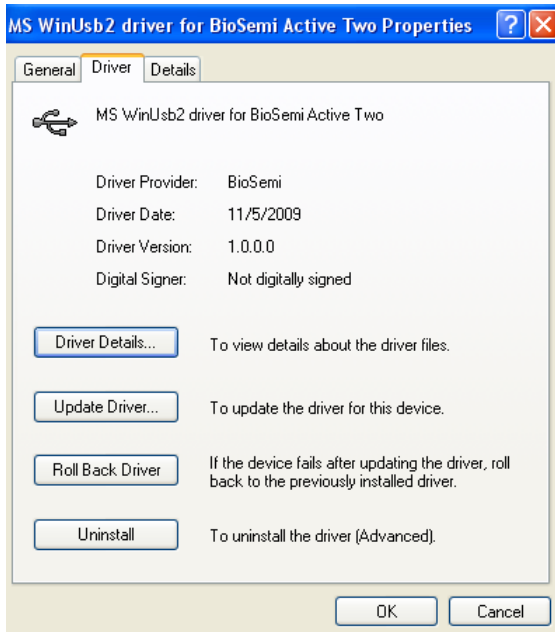 MS WinUsb2 driver for BioSemi Active Two Properties
General Driver Details
MS WinUsb2 driver for BioSemi Active Two
Driver Provider: BioSemi
Driver Date: 11/5/2009
Driver Version: 1.0.0.0
Digital Signer: Not digitally signed
Driver Details... To view details about the driver files.
Update Driver... To update the driver for this device.
Roll Back Driver If the device fails after updating the driver, roll
back to the previously installed driver.
Uninstall To uninstall the driver (Advanced).
OK Cancel